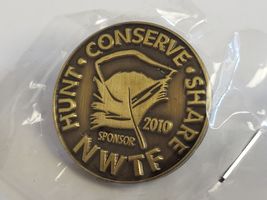 HUNT • CONSERVE • SHARE
2010
SPONSOR
NWTF